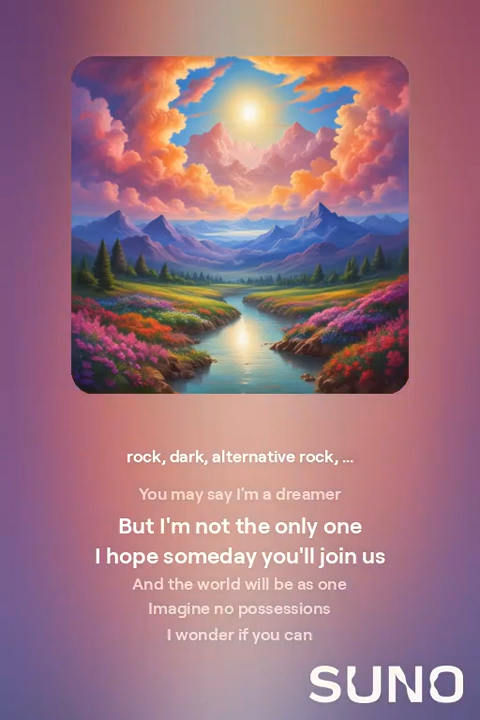 rock, dark, alternative rock, ...
You may say I'm a dreamer
But I'm not the only one
I hope someday you'll join us
And the world will be as one
Imagine no possessions
I wonder if you can
SUNO